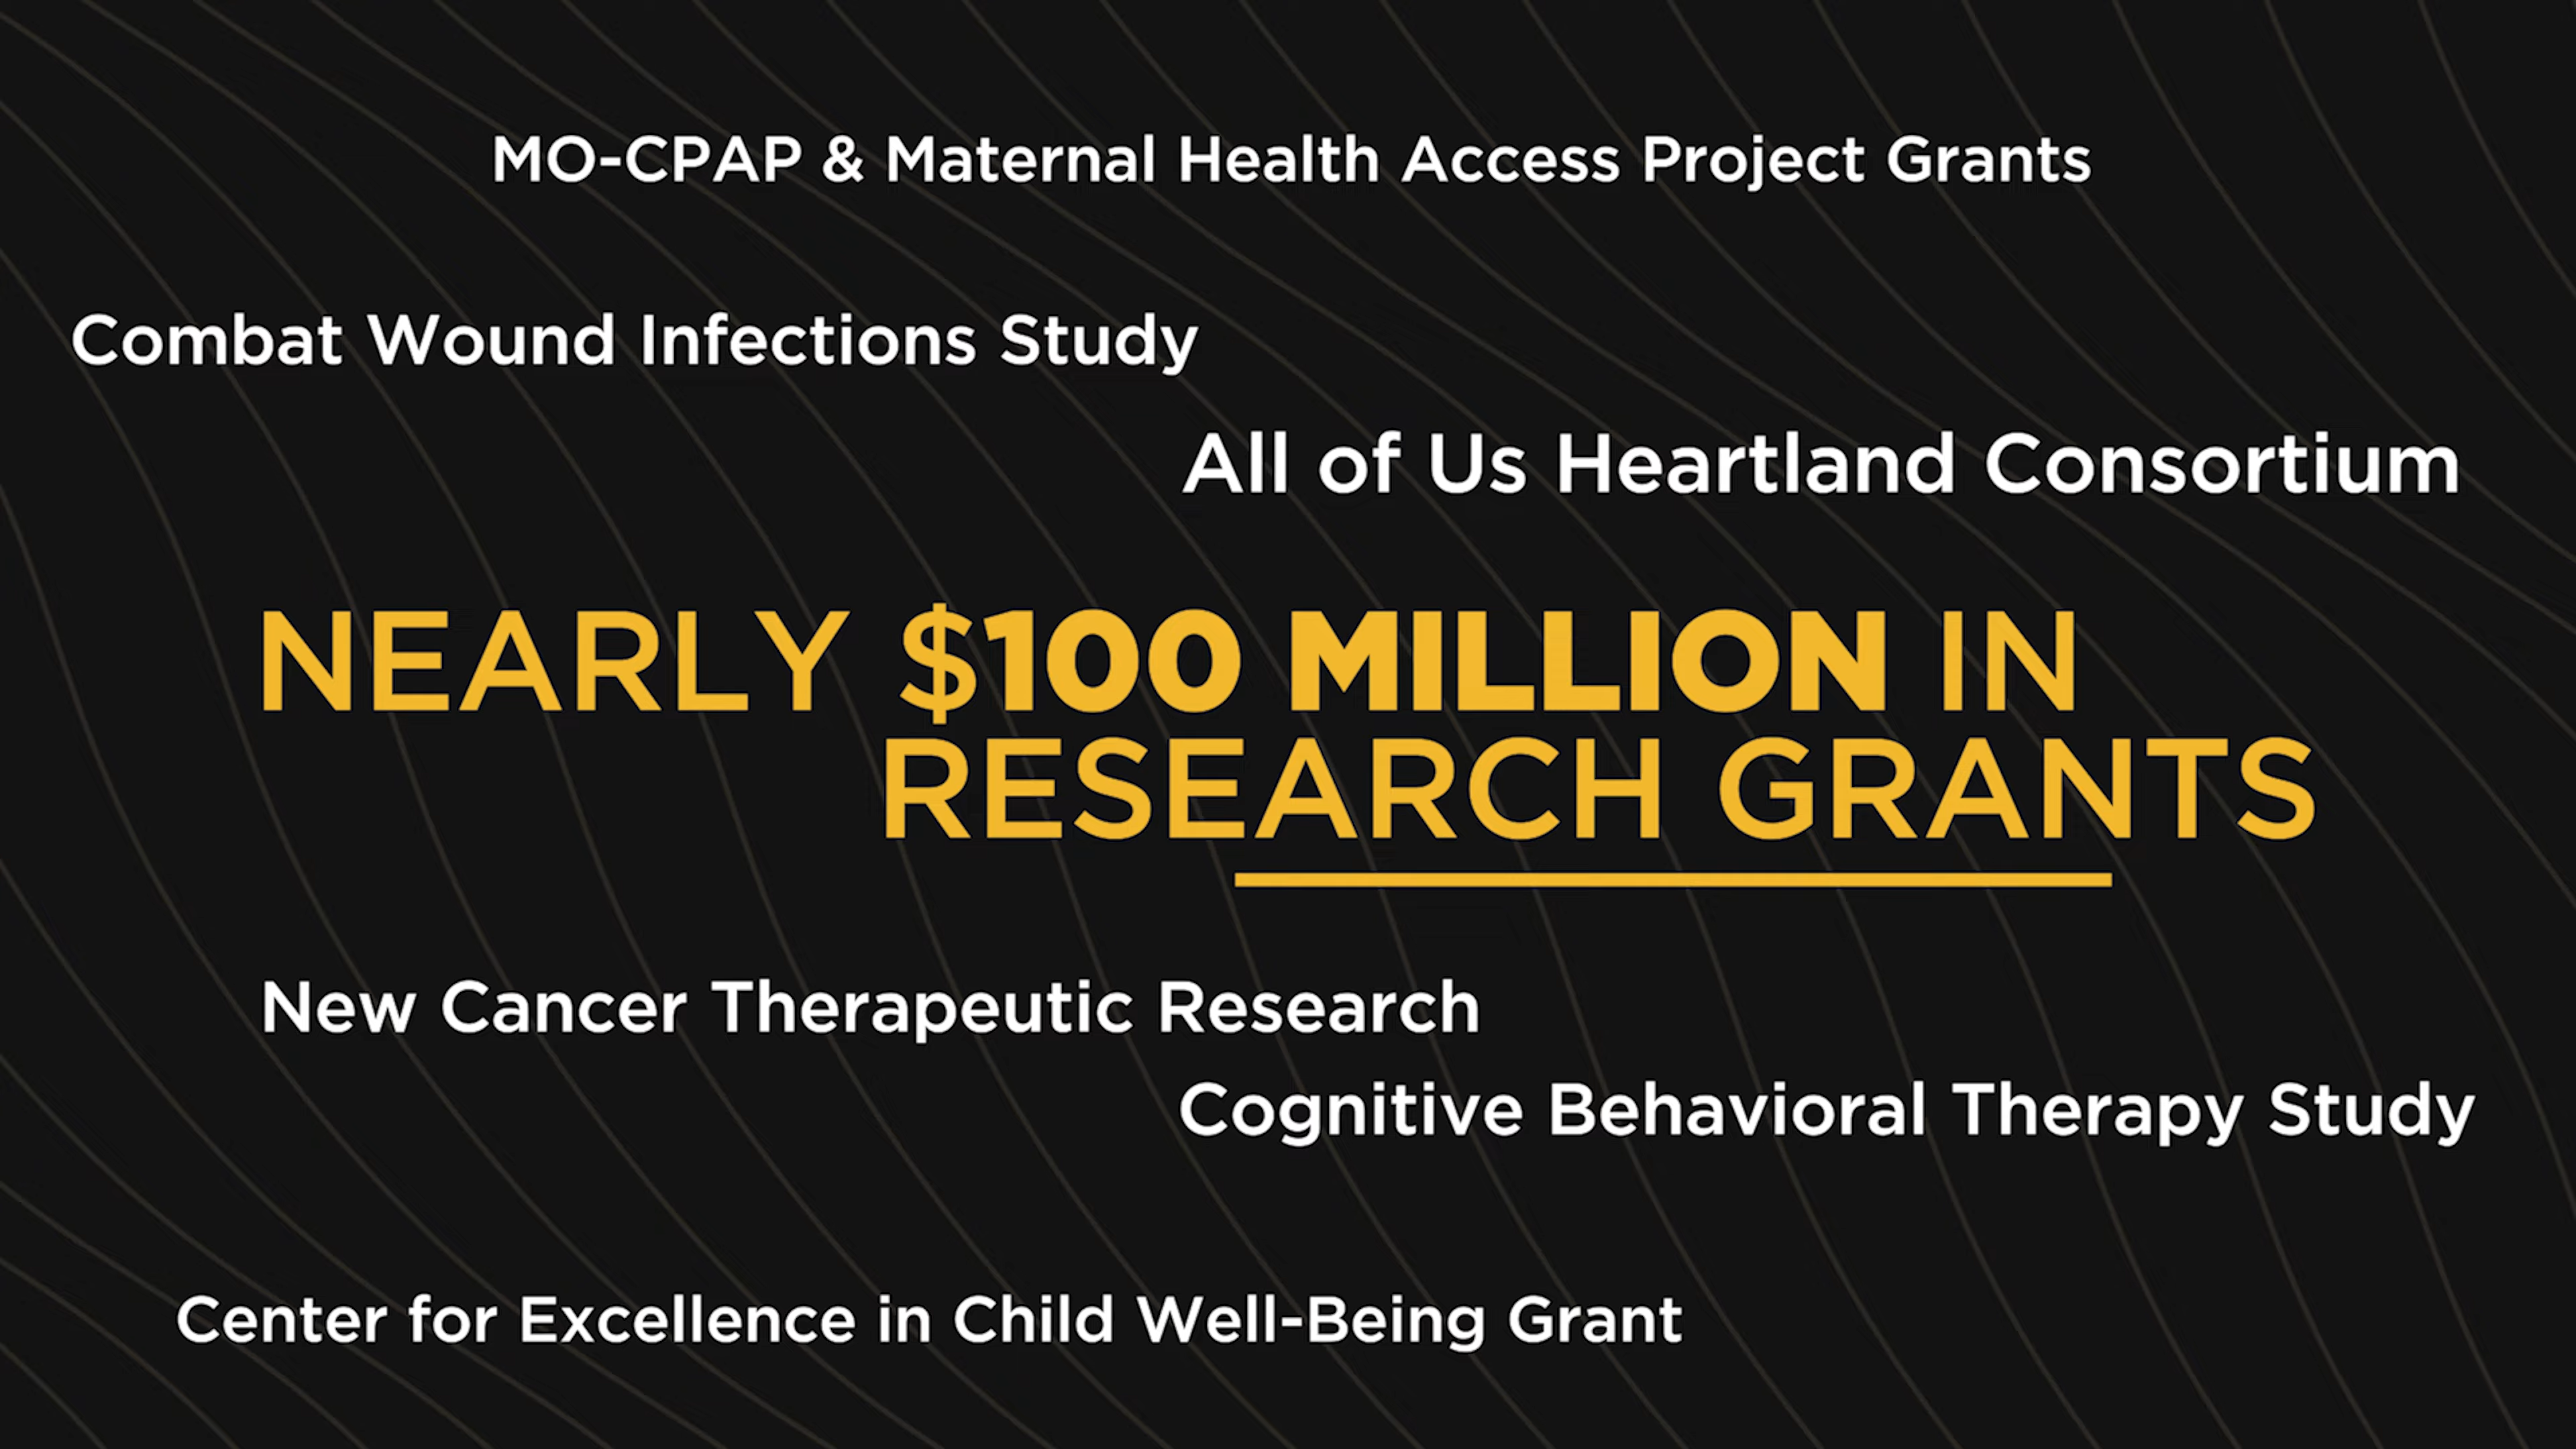 MO-CPAP & Maternal Health Access Project Grants
Combat Wound Infections Study
All of Us Heartland Consortium
NEARLY $100 MILLION IN
RESEARCH GRANTS
New Cancer Therapeutic Research
Cognitive Behavioral Therapy Study
Center for Excellence in Child Well-Being Grant